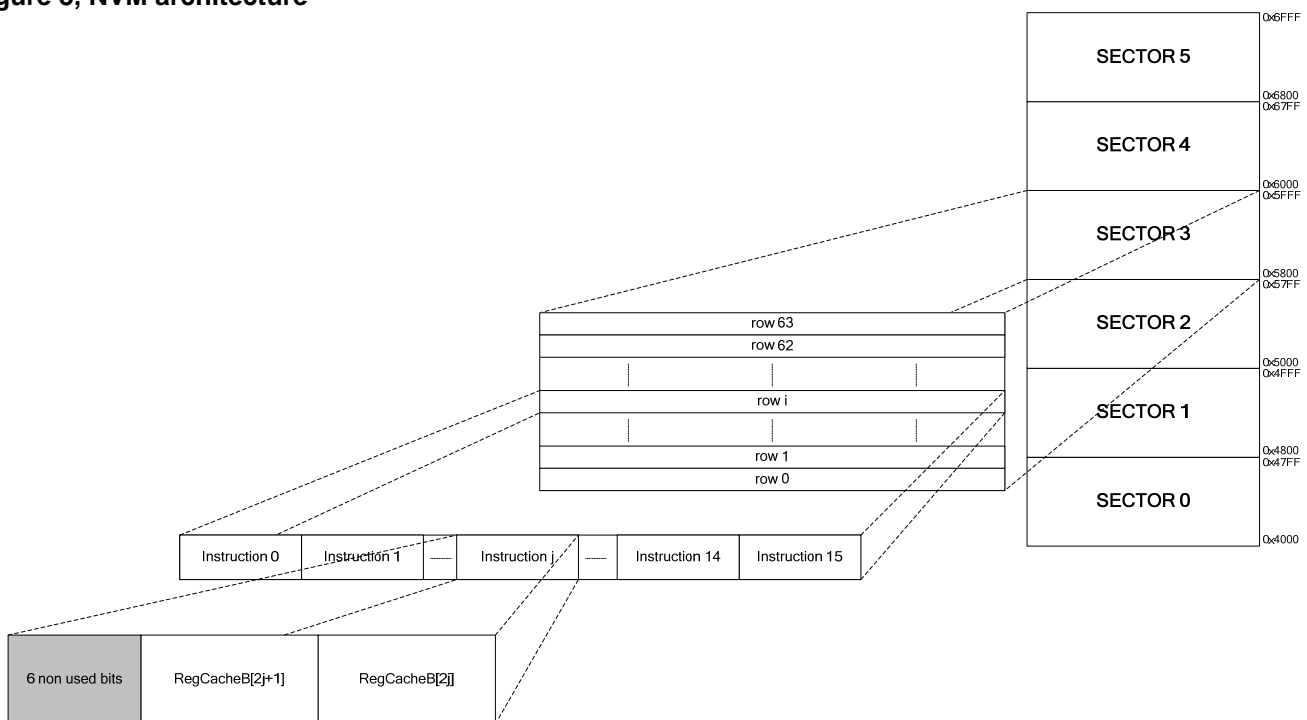 NVM architecture
0x6FFF
SECTOR 5
0x6800
0x67FF
SECTOR 4
0x6000
0x5FFF
SECTOR 3
0x5800
0x57FF
SECTOR 2
0x5000
0x4FFF
SECTOR 1
0x4800
0x47FF
SECTOR 0
0x4000
row 63
row 62
row i
row 1
row 0
Instruction 0
Instruction 1
Instruction j
Instruction 14
Instruction 15
6 non used bits
RegCacheB[2j+1]
RegCacheB[2j]